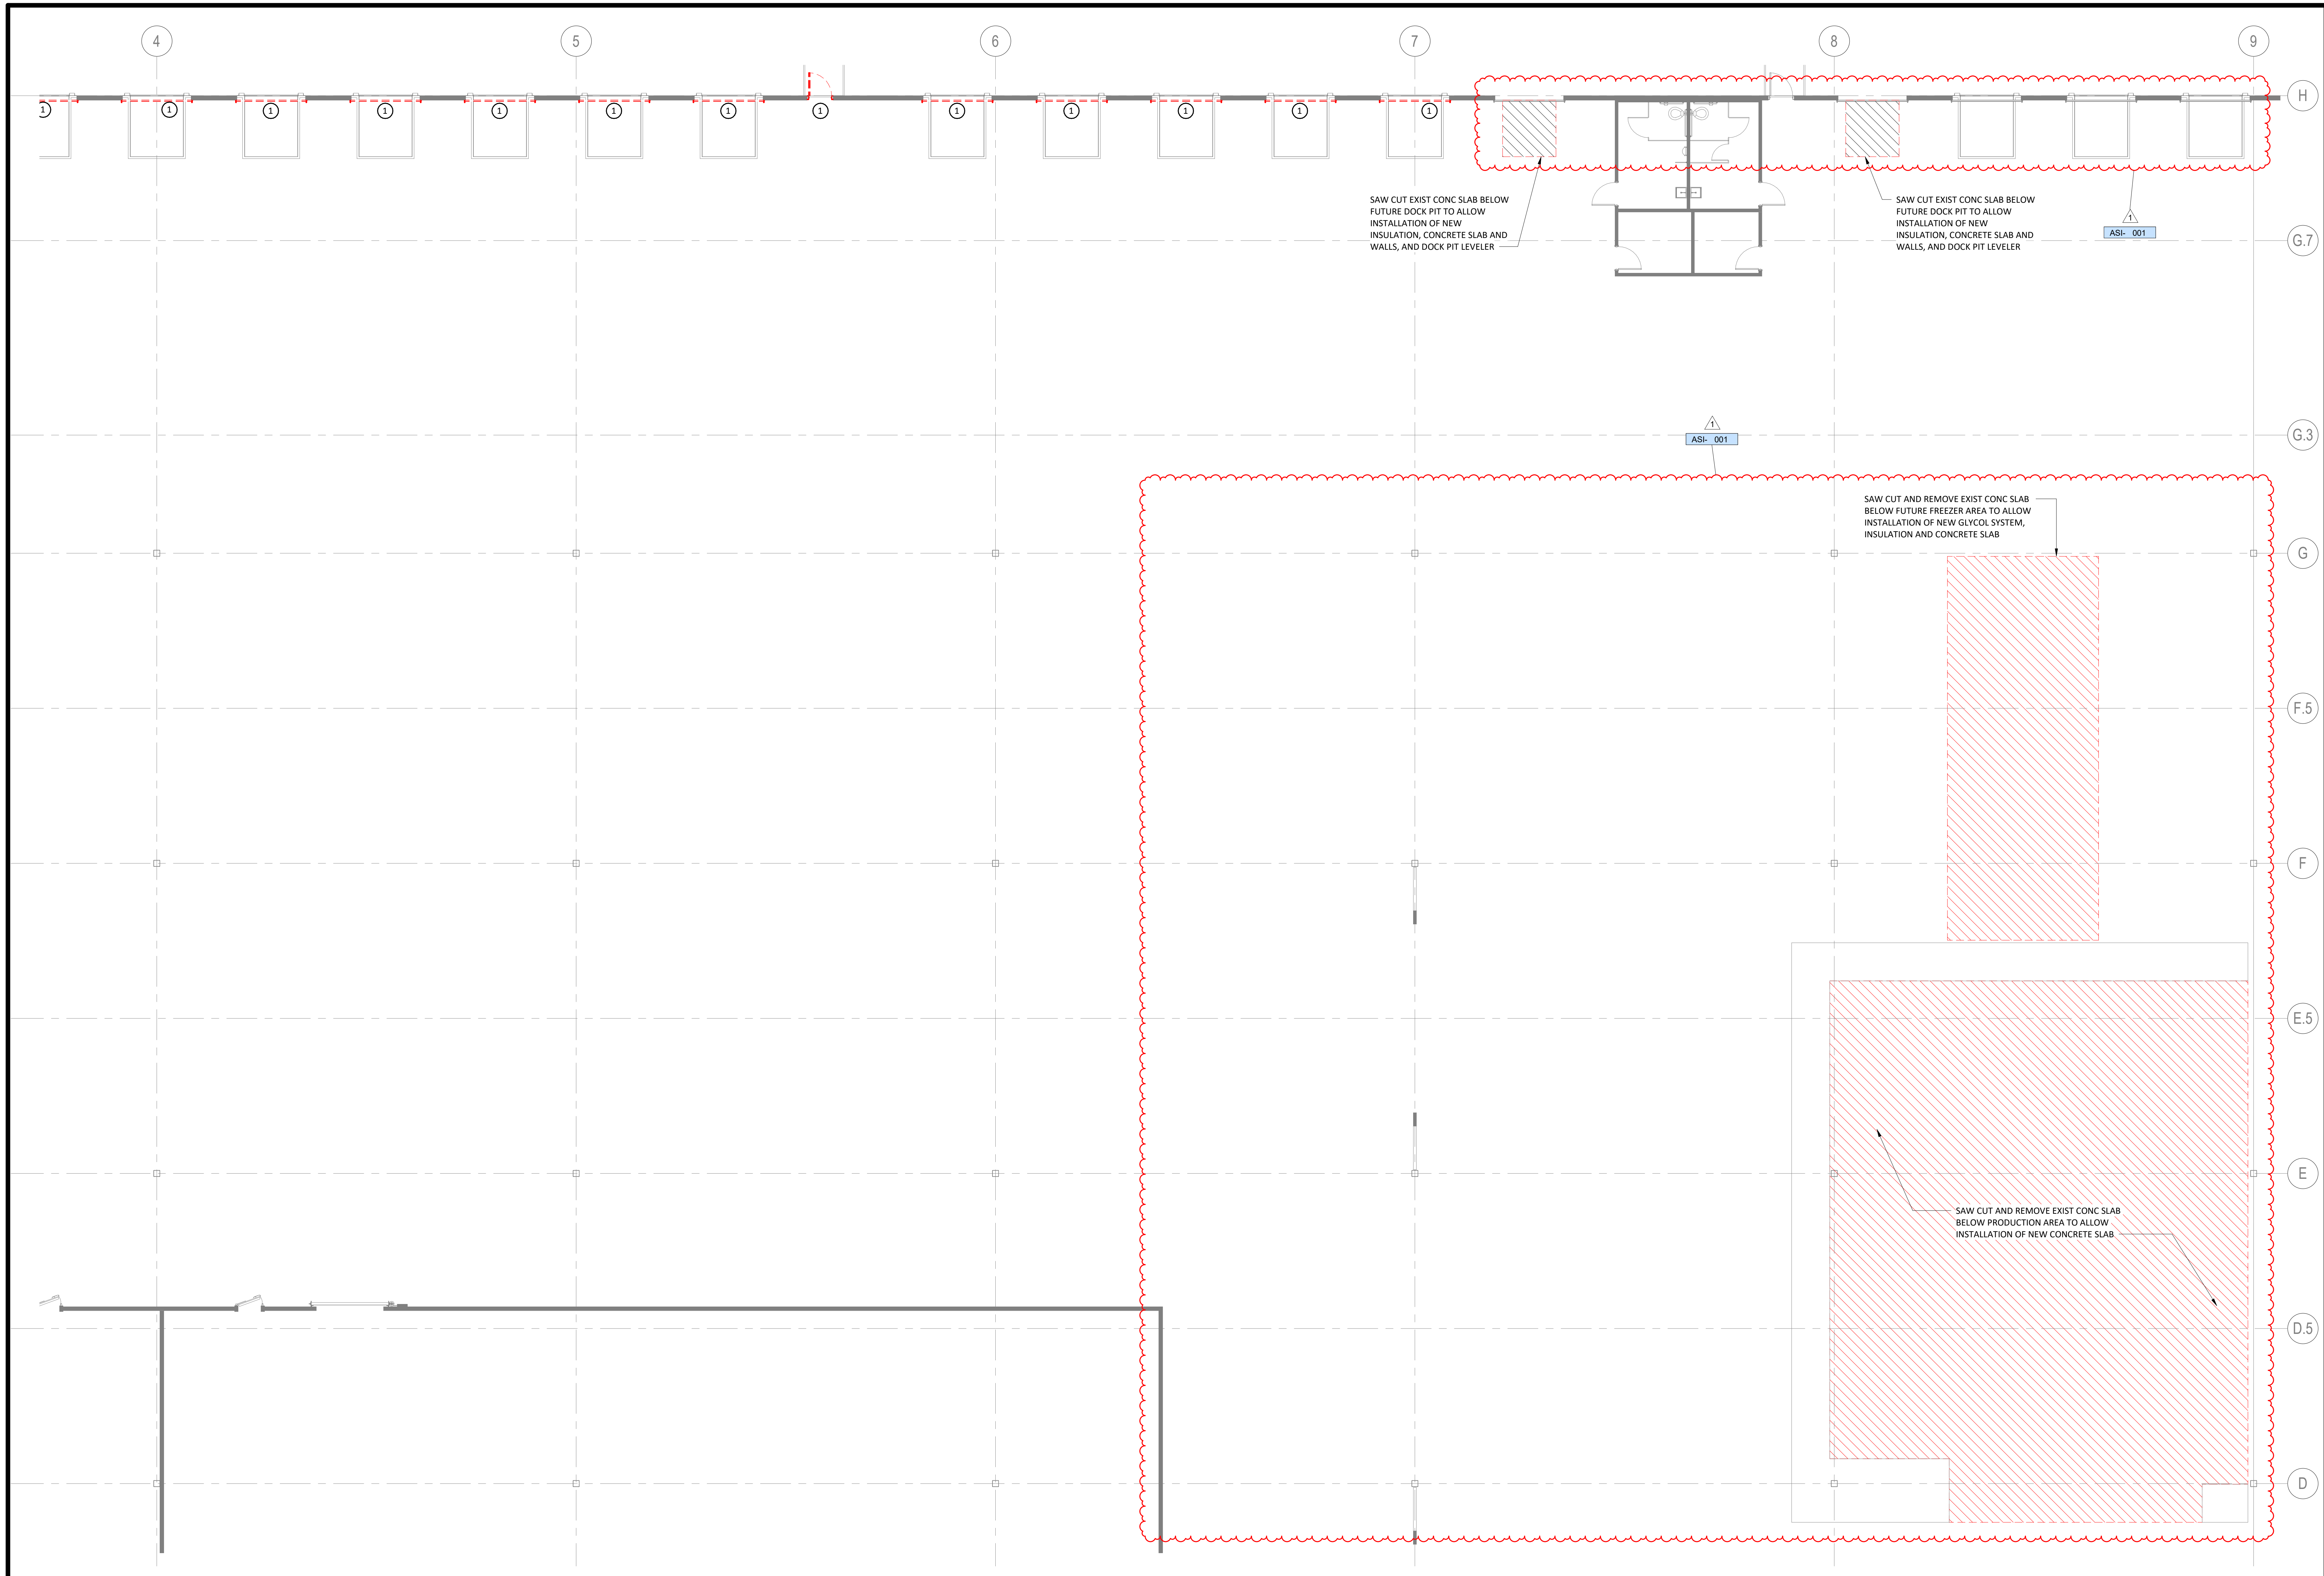 4
5
6
7
8
9
H
1
1
1
1
1
1
1
1
1
1
1
1
1
SAW CUT EXIST CONC SLAB BELOW
FUTURE DOCK PIT TO ALLOW
INSTALLATION OF NEW
INSULATION, CONCRETE SLAB AND
WALLS, AND DOCK PIT LEVELER
SAW CUT EXIST CONC SLAB BELOW
FUTURE DOCK PIT TO ALLOW
INSTALLATION OF NEW
INSULATION, CONCRETE SLAB AND
WALLS, AND DOCK PIT LEVELER
1
ASI- 001
G.7
1
ASI- 001
G.3
SAW CUT AND REMOVE EXIST CONC SLAB
BELOW FUTURE FREEZER AREA TO ALLOW
INSTALLATION OF NEW GLYCOL SYSTEM,
INSULATION AND CONCRETE SLAB
G
F.5
F
E.5
E
SAW CUT AND REMOVE EXIST CONC SLAB
BELOW PRODUCTION AREA TO ALLOW
INSTALLATION OF NEW CONCRETE SLAB
D.5
D